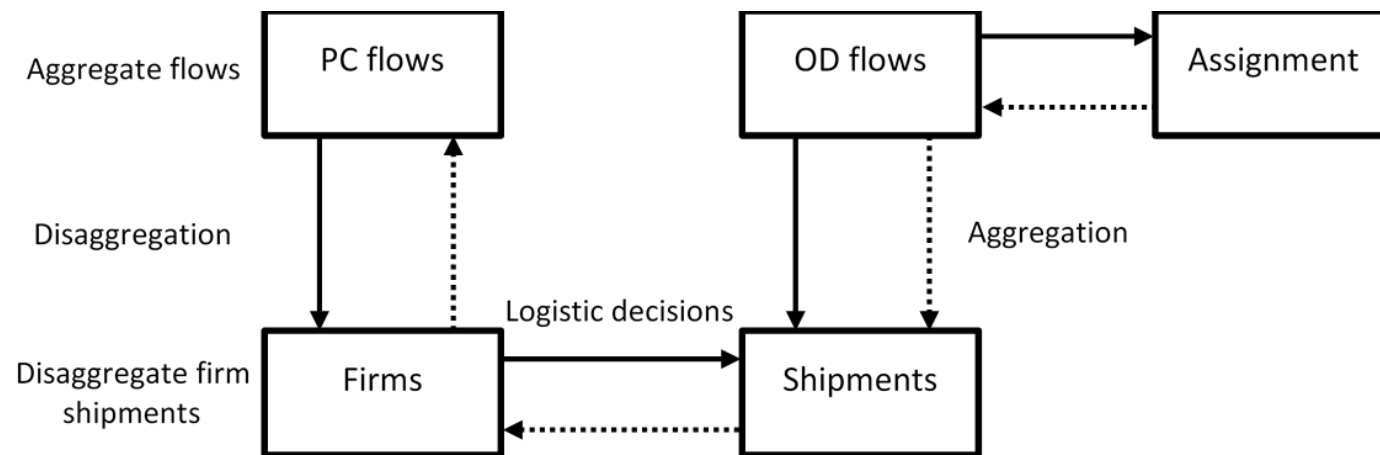 Aggregate flows
PC flows
OD flows
Assignment
Disaggregation
Aggregation
Logistic decisions
Disaggregate firm
shipments
Firms
Shipments